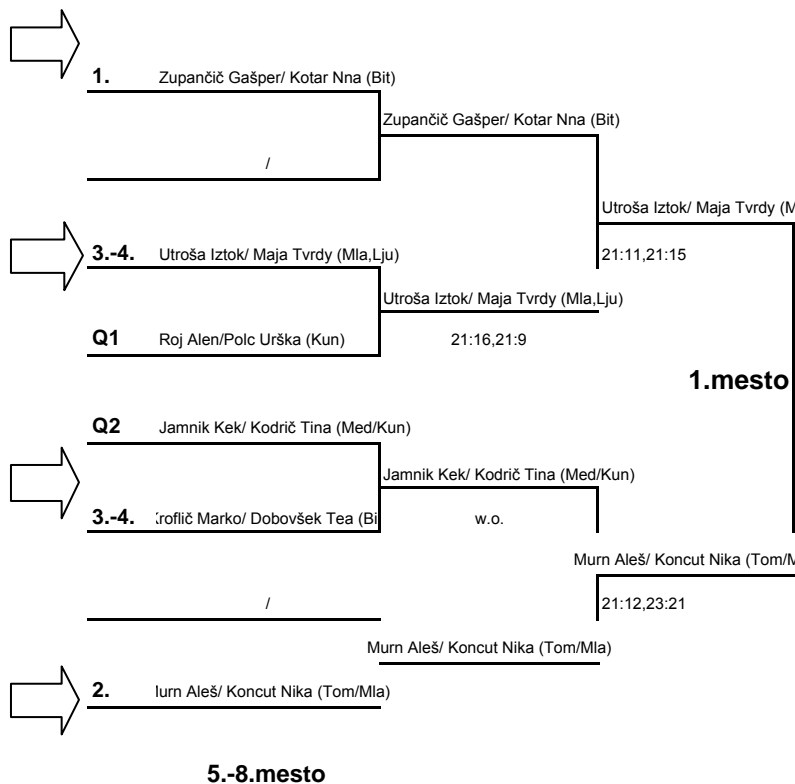 1. Zupančič Gašper/ Kotar Nna (Bit)
Zupančič Gašper/ Kotar Nna (Bit)
/
Utroša Iztok/ Maja Tvrdy (M
3.-4. Utroša Iztok/ Maja Tvrdy (Mla,Lju)
21:11,21:15
Utroša Iztok/ Maja Tvrdy (Mla,Lju)
Q1 Roj Alen/Polc Urška (Kun)
21:16,21:9
1.mesto
Q2 Jamnik Kek/ Kodrič Tina (Med/Kun)
Jamnik Kek/ Kodrič Tina (Med/Kun)
3.-4. roflič Marko/ Dobovšek Tea (Bi
w.o.
Murn Aleš/ Koncut Nika (Tom/M
/
21:12,23:21
Murn Aleš/ Koncut Nika (Tom/Mla)
2. urn Aleš/ Koncut Nika (Tom/Mla)
5.-8.mesto